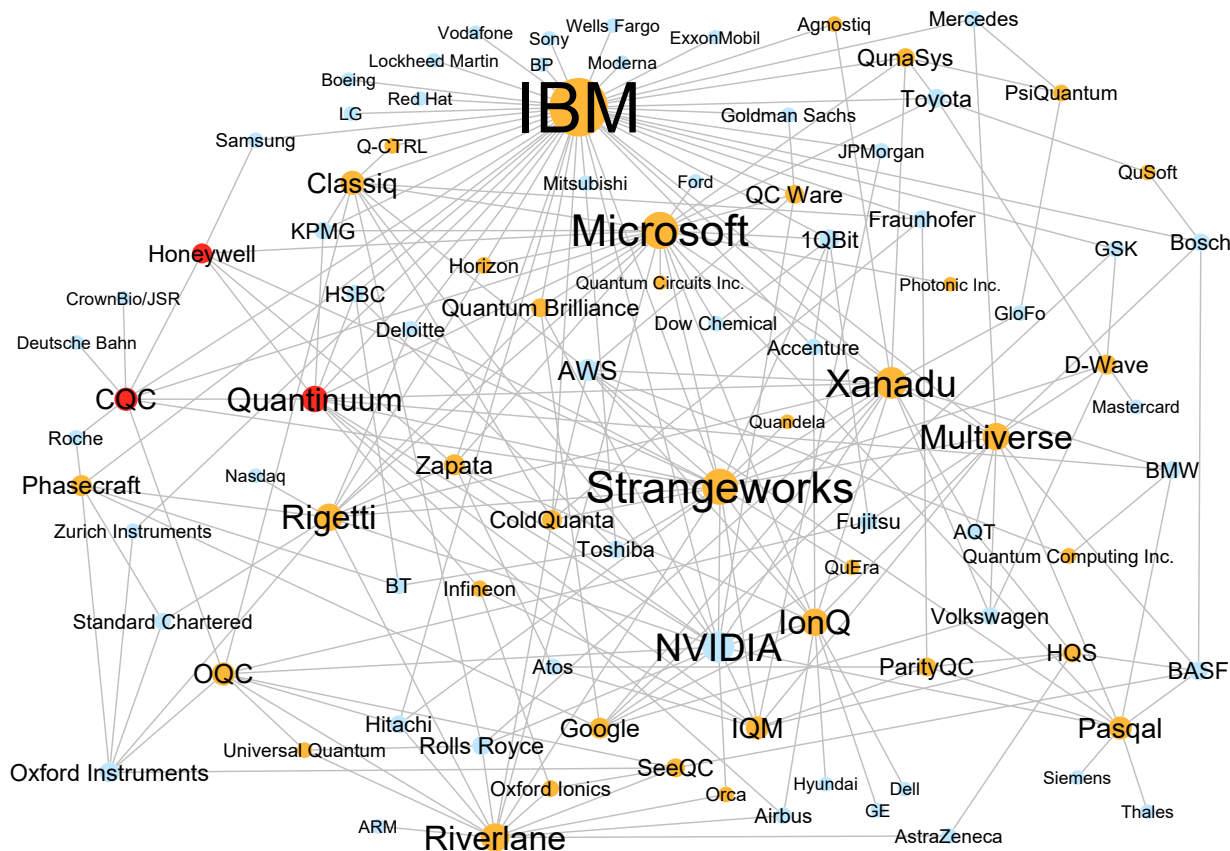 Vodafone
Sony
Wells Fargo
ExxonMobil
Agnostiq
Mercedes
Lockheed Martin
BP
Moderna
QunaSys
Boeing
Red Hat
IBM
Toyota
PsiQuantum
LG
Goldman Sachs
Samsung
Q-CTRL
JPMorgan
Classiq
Mitsubishi
Ford
QC Ware
QuSoft
KPMG
Microsoft
1QBit
Fraunhofer
GSK
Bosch
Honeywell
Horizon
Quantum Circuits Inc.
Photonic Inc.
CrownBio/JSR
HSBC
Quantum Brilliance
Dow Chemical
GloFo
Deutsche Bahn
Deloitte
Accenture
AWS
Xanadu
D-Wave
CQC
Quantinuum
Mastercard
Roche
Quandela
Multiverse
Nasdaq
Zapata
BMW
Phasecraft
Strangeworks
Zurich Instruments
Rigetti
ColdQuanta
Fujitsu
AQT
Toshiba
QuEra
Quantum Computing Inc.
BT
Infineon
Standard Chartered
IonQ
Volkswagen
NVIDIA
HQS
OQC
Atos
ParityQC
BASF
Hitachi
Google
IQM
Pasqal
Universal Quantum
Rolls Royce
Oxford Instruments
SeeQC
Siemens
Oxford Ionics
Orca
Hyundai
Dell
Airbus
GE
Thales
ARM
Riverlane
AstraZeneca